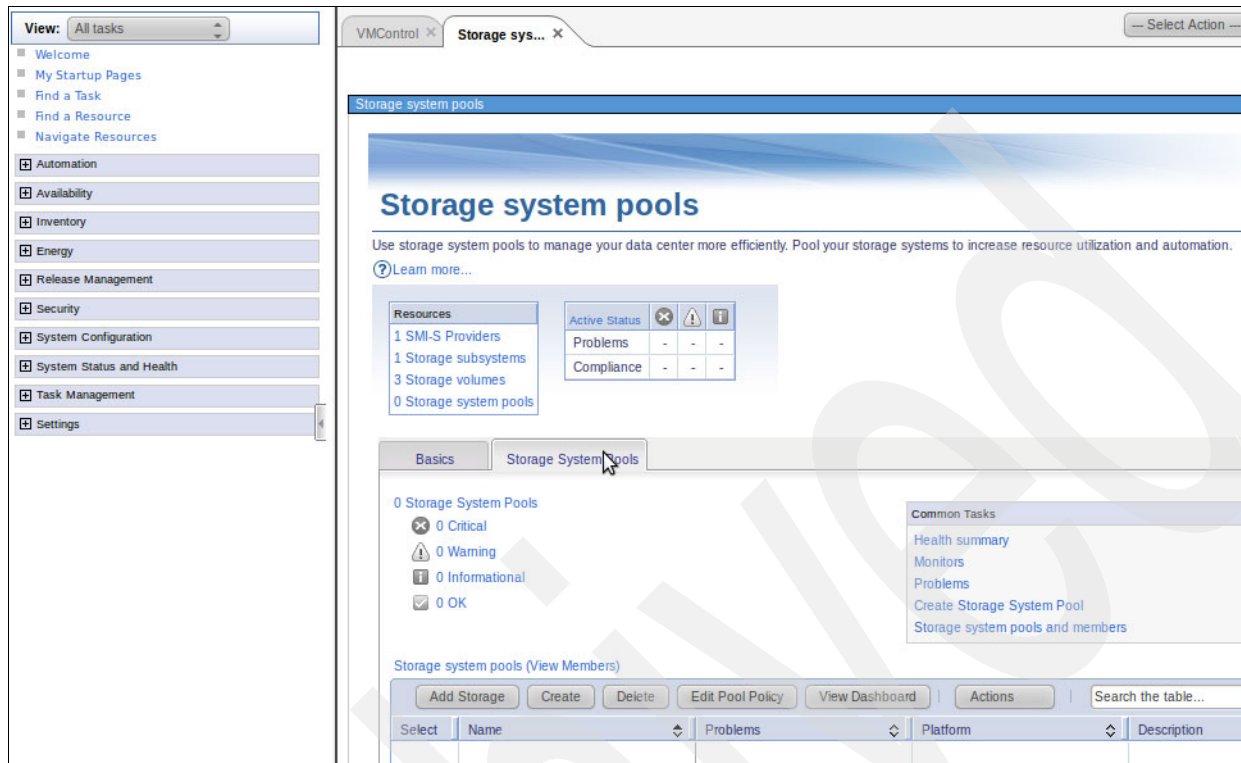 View: All tasks
Welcome
My Startup Pages
Find a Task
Find a Resource
Navigate Resources
Automation
Availability
Inventory
Energy
Release Management
Security
System Configuration
System Status and Health
Task Management
Settings
VMControl Storage sys... --- Select Action ---
Storage system pools
Storage system pools
Use storage system pools to manage your data center more efficiently. Pool your storage systems to increase resource utilization and automation.
Learn more...
Resources
1 SMI-S Providers
1 Storage subsystems
3 Storage volumes
0 Storage system pools
Active Status
Problems - - -
Compliance - - -
Basics Storage System Pools
0 Storage System Pools
0 Critical
0 Warning
0 Informational
0 OK
Common Tasks
Health summary
Monitors
Problems
Create Storage System Pool
Storage system pools and members
Storage system pools (View Members)
Add Storage Create Delete Edit Pool Policy View Dashboard | Actions | Search the table...
Select Name Problems Platform Description